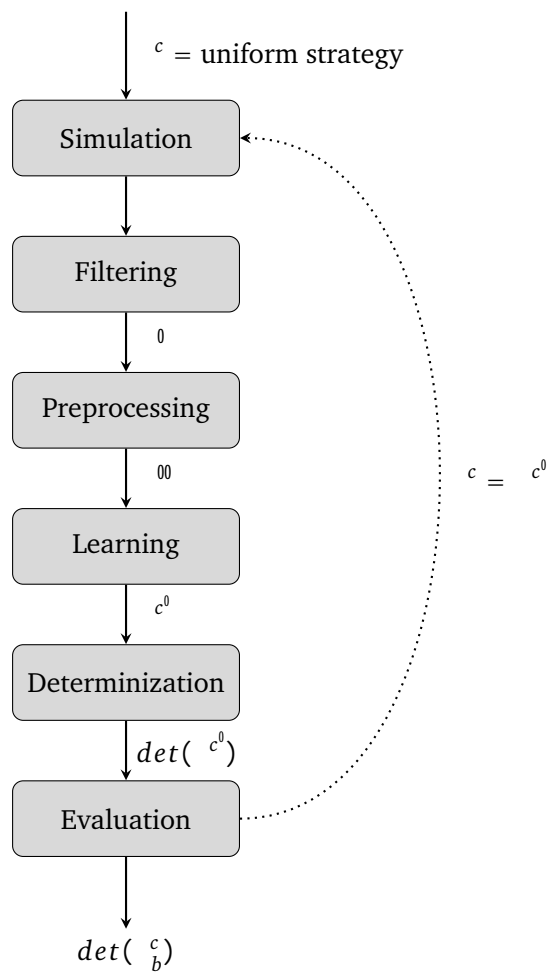 c = uniform strategy
Simulation
Filtering
0
Preprocessing
00
c = c0
Learning
c0
Determinization
det( c0)
Evaluation
det( c b )